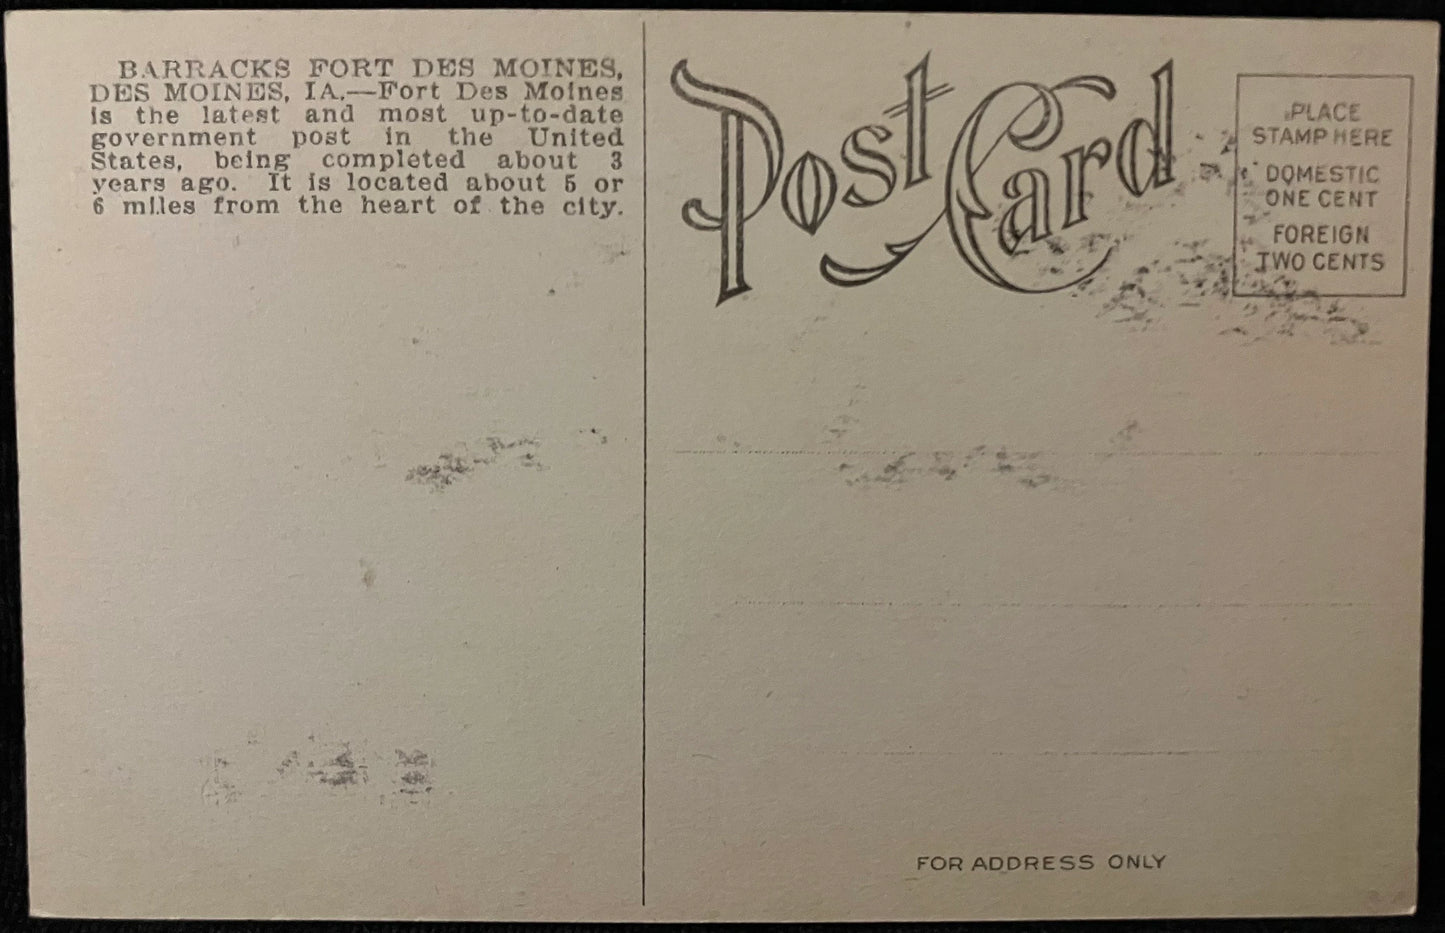 BARRACKS FORT DES MOINES,
DES MOINES, IA.—Fort Des Moines
is the latest and most up-to-date
government post in the United
States, being completed about 3
years ago. It is located about 5 or
6 miles from the heart of the city.
Post Card
PLACE
STAMP HERE
DOMESTIC
ONE CENT
FOREIGN
TWO CENTS
FOR ADDRESS ONLY